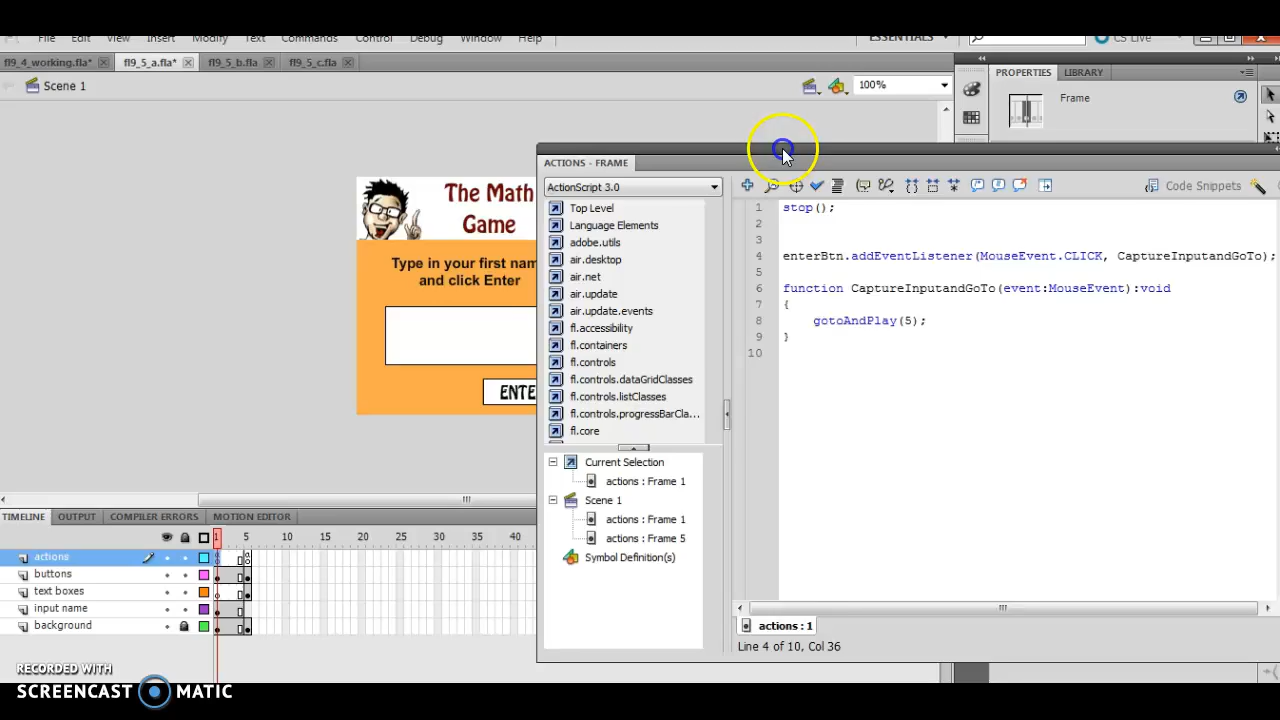 File Edit View Insert Modify Text Commands Control Debug Window Help ESSENTIALS CS Live
fl9_4_working.fla* fl9_5_a.fla* fl9_5_b.fla fl9_5_c.fla
PROPERTIES LIBRARY
Scene 1 100%
Frame
ACTIONS - FRAME
ActionScript 3.0
Code Snippets
The Math
Game
Type in your first nam
and click Enter
ENTE
Top Level
Language Elements
adobe.utils
air.desktop
air.net
air.update
air.update.events
fl.accessibility
fl.containers
fl.controls
fl.controls.dataGridClasses
fl.controls.listClasses
fl.controls.progressBarCla...
fl.core
Current Selection
actions : Frame 1
Scene 1
actions : Frame 1
actions : Frame 5
Symbol Definition(s)
1 stop();
2
3
4 enterBtn.addEventListener(MouseEvent.CLICK, CaptureInputandGoTo);
5
6 function CaptureInputandGoTo(event:MouseEvent):void
7 {
8 gotoAndPlay(5);
9 }
10
actions : 1
Line 4 of 10, Col 36
TIMELINE OUTPUT COMPILER ERRORS MOTION EDITOR
1 5 10 15 20 25 30 35 40
actions
buttons
text boxes
input name
background
RECORDED WITH
SCREENCAST MATIC